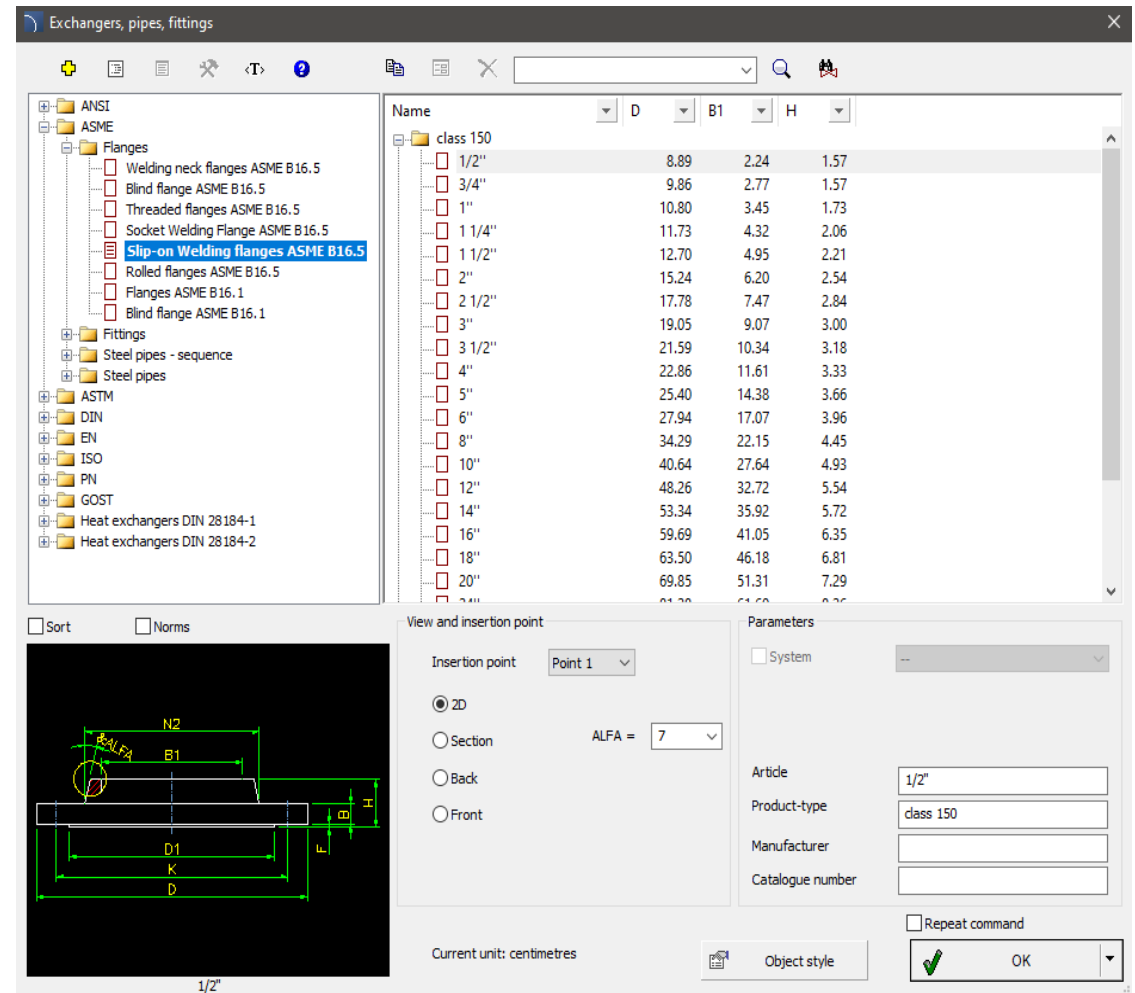 Exchangers, pipes, fittings
<T>
ANSI
ASME
Flanges
Welding neck flanges ASME B16.5
Blind flange ASME B16.5
Threaded flanges ASME B16.5
Socket Welding Flange ASME B16.5
Slip-on Welding flanges ASME B16.5
Rolled flanges ASME B16.5
Flanges ASME B16.1
Blind flange ASME B16.1
Fittings
Steel pipes - sequence
Steel pipes
ASTM
DIN
EN
ISO
PN
GOST
Heat exchangers DIN 28184-1
Heat exchangers DIN 28184-2
Name D B1 H
class 150
1/2'' 8.89 2.24 1.57
3/4'' 9.86 2.77 1.57
1'' 10.80 3.45 1.73
1 1/4'' 11.73 4.32 2.06
1 1/2'' 12.70 4.95 2.21
2'' 15.24 6.20 2.54
2 1/2'' 17.78 7.47 2.84
3'' 19.05 9.07 3.00
3 1/2'' 21.59 10.34 3.18
4'' 22.86 11.61 3.33
5'' 25.40 14.38 3.66
6'' 27.94 17.07 3.96
8'' 34.29 22.15 4.45
10'' 40.64 27.64 4.93
12'' 48.26 32.72 5.54
14'' 53.34 35.92 5.72
16'' 59.69 41.05 6.35
18'' 63.50 46.18 6.81
20'' 69.85 51.31 7.29
Sort Norms
N2
ALFA
B1
H
B
F
D1
K
D
1/2''
View and insertion point
Insertion point Point 1
2D
Section
Back
Front
ALFA = 7
Parameters
System --
Article 1/2"
Product-type class 150
Manufacturer
Catalogue number
Repeat command
Current unit: centimetres
Object style
OK